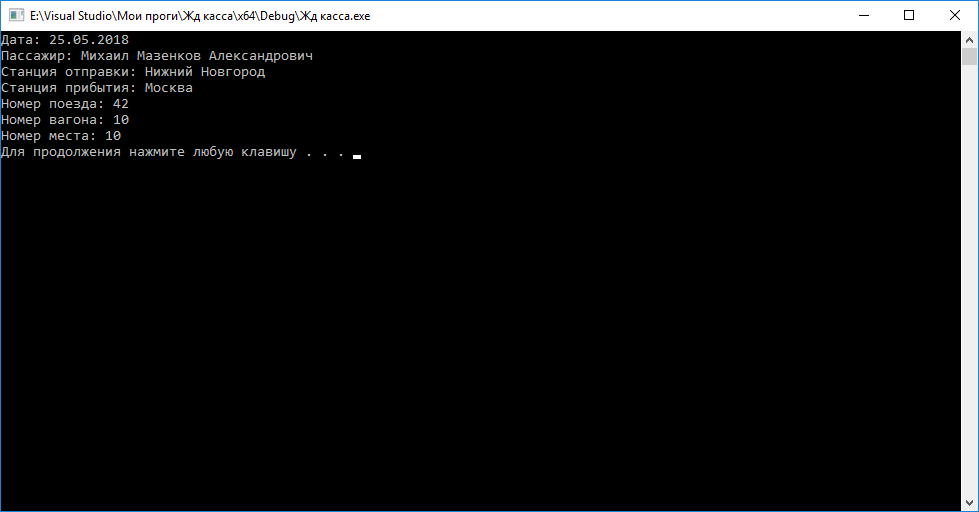 E:\Visual Studio\Мои проги\Жд касса\x64\Debug\Жд касса.exe
Дата: 25.05.2018
Пассажир: Михаил Мазенков Александрович
Станция отправки: Нижний Новгород
Станция прибытия: Москва
Номер поезда: 42
Номер вагона: 10
Номер места: 10
Для продолжения нажмите любую клавишу . . .